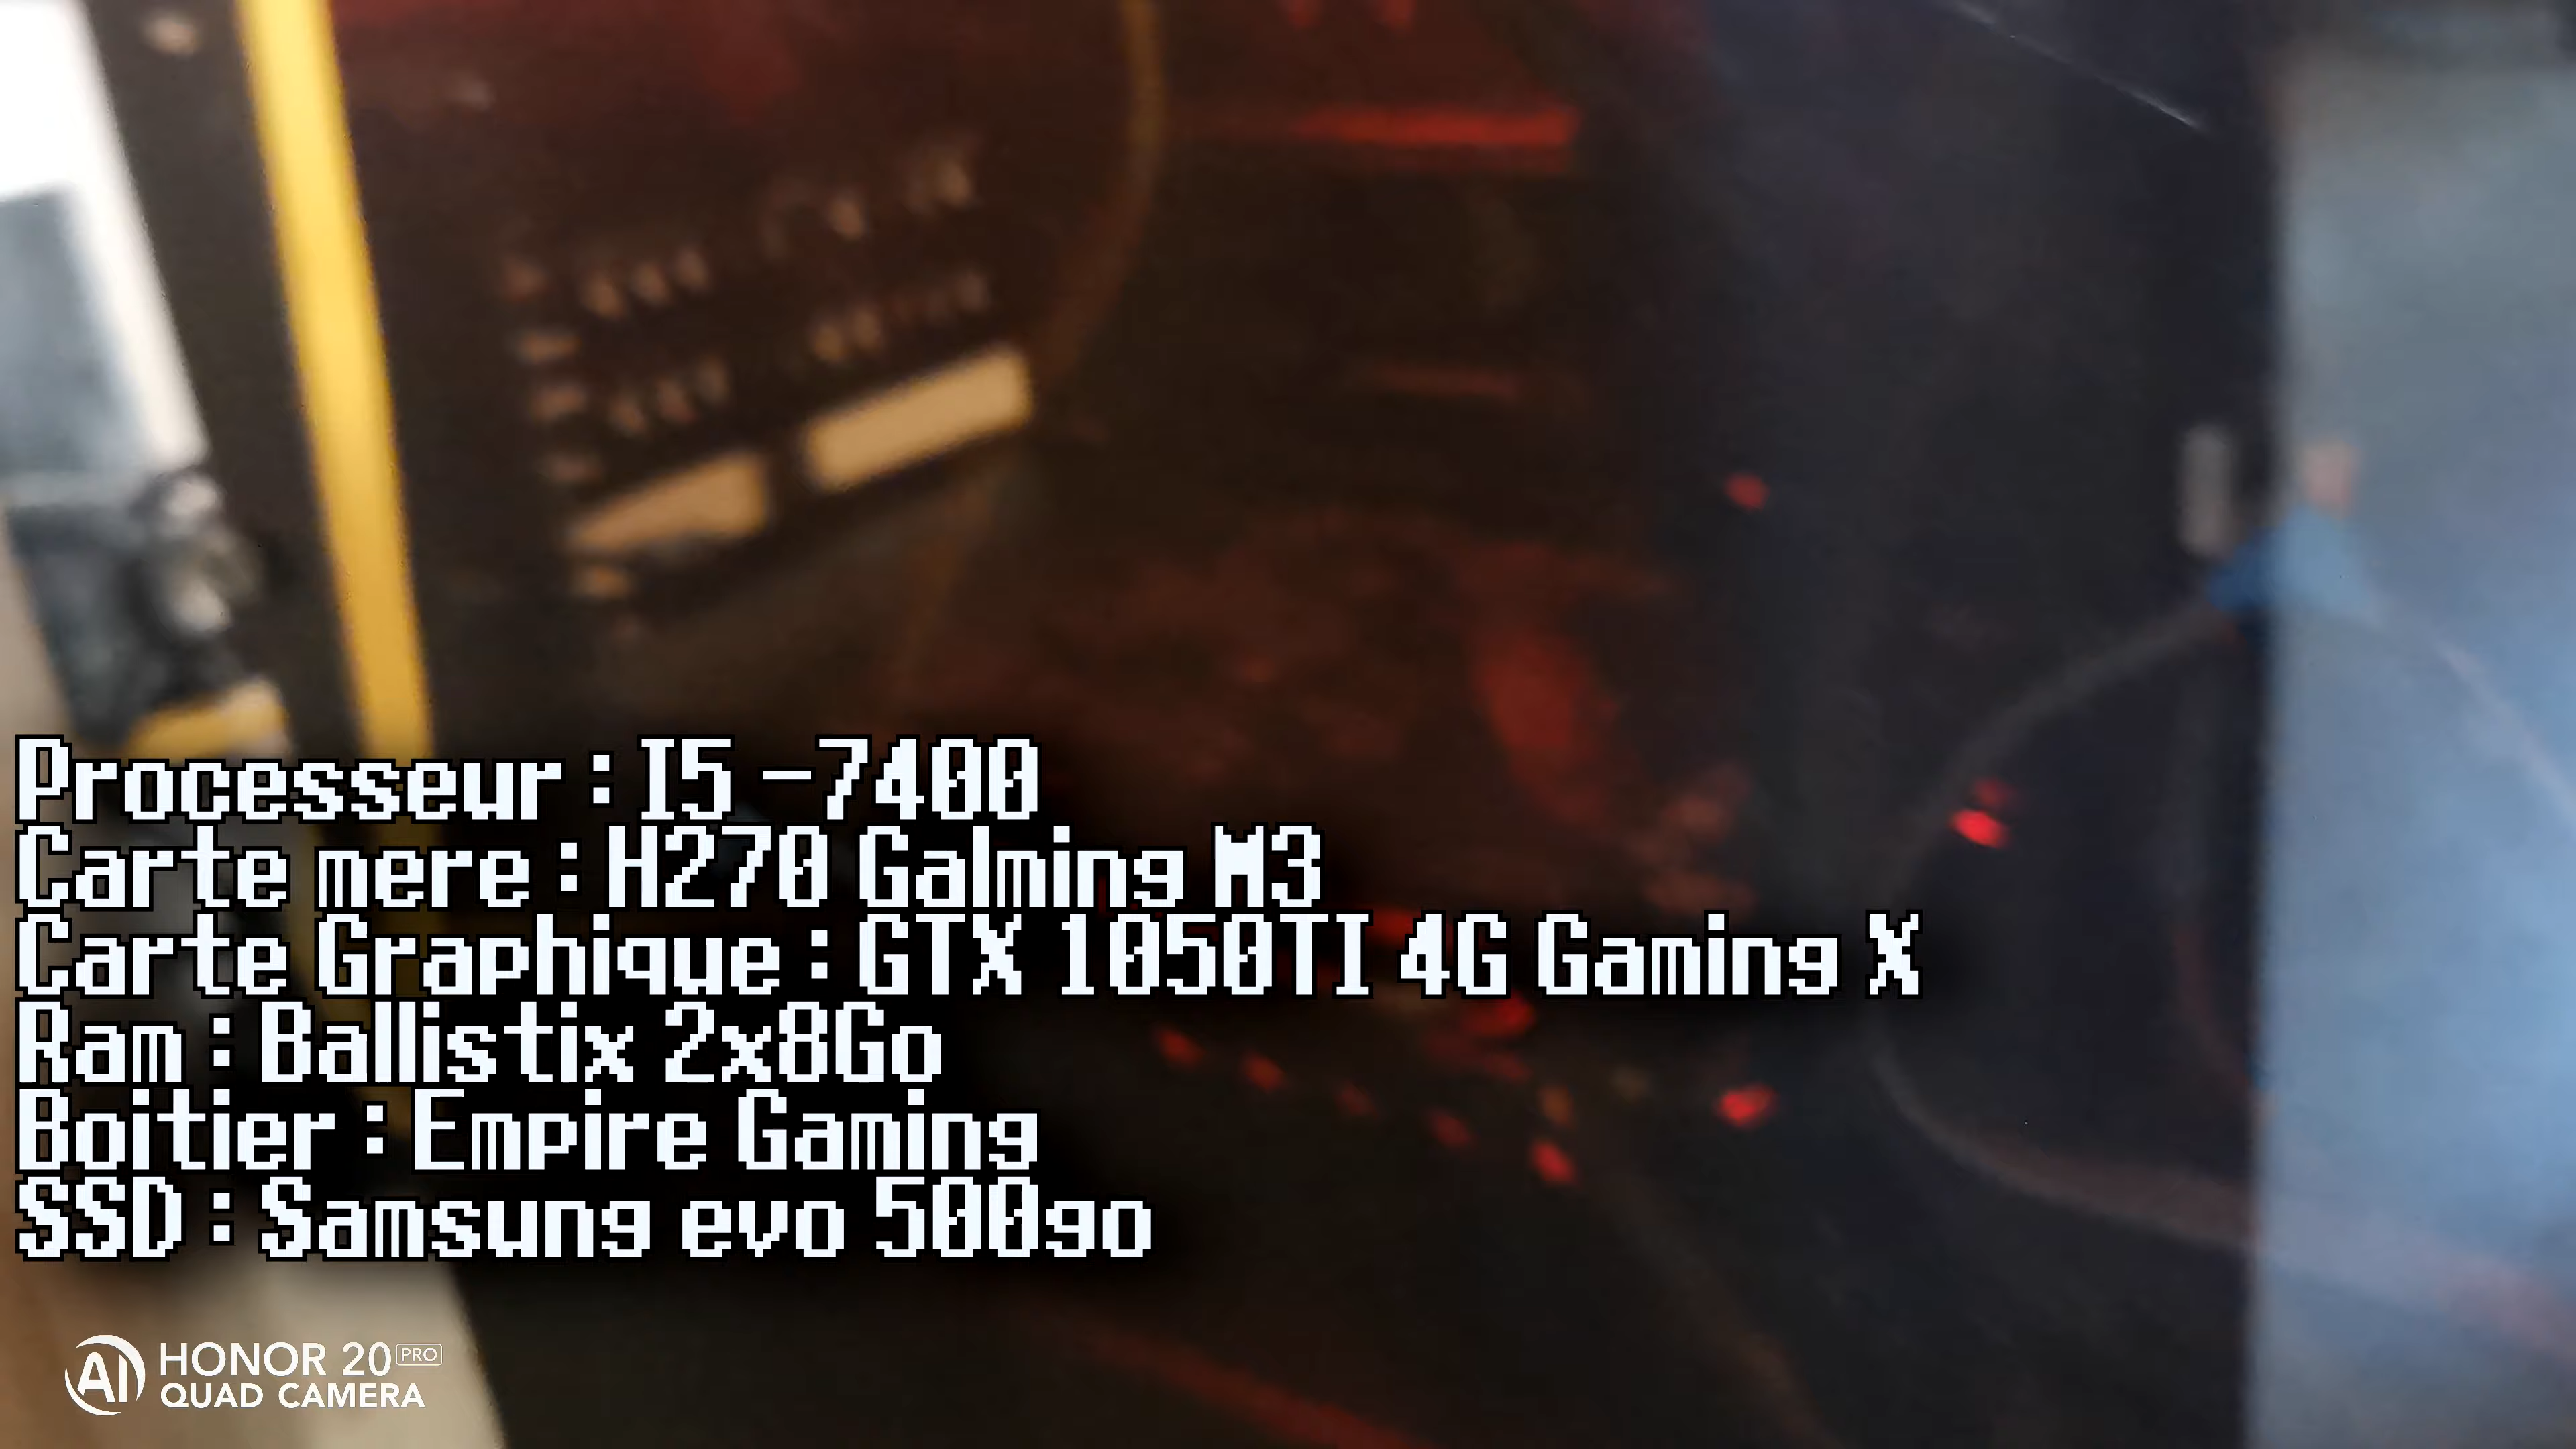 Processeur : I5 -7400
Carte mere : H270 Galming M3
Carte Graphique : GTX 1050TI 4G Gaming X
Ram : Ballistix 2x8Go
Boitier : Empire Gaming
SSD : Samsung evo 500go
AI HONOR 20 PRO
QUAD CAMERA